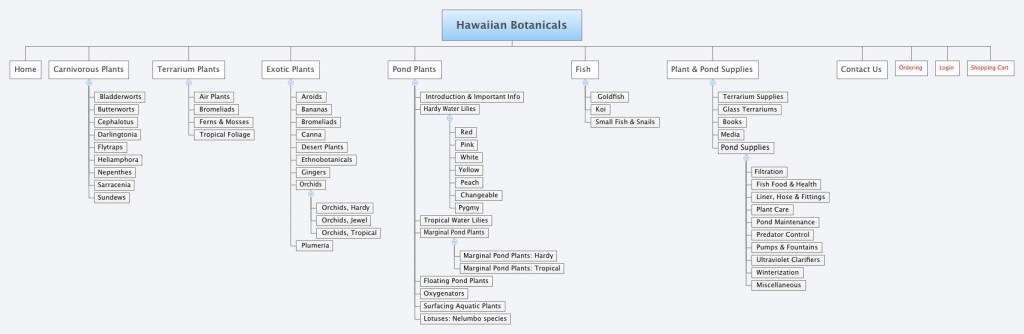 Hawaiian Botanicals
Home
Carnivorous Plants
Bladderworts
Butterworts
Cephalotus
Darlingtonia
Flytraps
Heliamphora
Nepenthes
Sarracenia
Sundews
Terrarium Plants
Air Plants
Bromeliads
Ferns & Mosses
Tropical Foliage
Exotic Plants
Aroids
Bananas
Bromeliads
Canna
Desert Plants
Ethnobotanicals
Gingers
Orchids
Orchids, Hardy
Orchids, Jewel
Orchids, Tropical
Plumeria
Pond Plants
Introduction & Important Info
Hardy Water Lilies
Red
Pink
White
Yellow
Peach
Changeable
Pygmy
Tropical Water Lilies
Marginal Pond Plants
Marginal Pond Plants: Hardy
Marginal Pond Plants: Tropical
Floating Pond Plants
Oxygenators
Surfacing Aquatic Plants
Lotuses: Nelumbo species
Fish
Goldfish
Koi
Small Fish & Snails
Plant & Pond Supplies
Terrarium Supplies
Glass Terrariums
Books
Media
Pond Supplies
Filtration
Fish Food & Health
Liner, Hose & Fittings
Plant Care
Pond Maintenance
Predator Control
Pumps & Fountains
Ultraviolet Clarifiers
Winterization
Miscellaneous
Contact Us
Ordering
Login
Shopping Cart